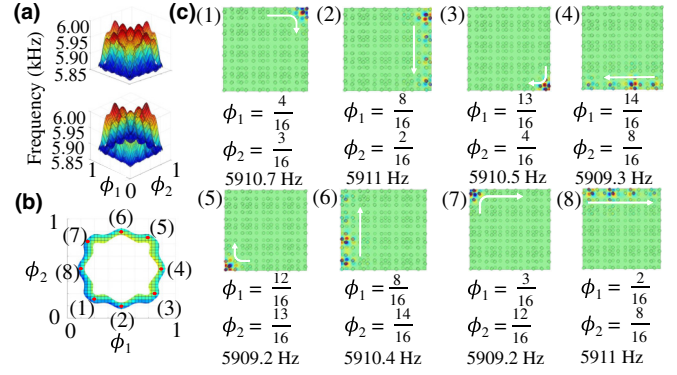 (a)
Frequency (kHz)
6.00
5.95
5.90
5.85
6.00
5.95
5.90
5.85
1
ϕ1 0 ϕ2
1
(b)
1
ϕ2
0
0 ϕ1 1
(6)
(7) (5)
(8) (4)
(1) (3)
(2)
(c)
(1)
ϕ1 = 4/16
ϕ2 = 3/16
5910.7 Hz
(2)
ϕ1 = 8/16
ϕ2 = 2/16
5911 Hz
(3)
ϕ1 = 13/16
ϕ2 = 4/16
5910.5 Hz
(4)
ϕ1 = 14/16
ϕ2 = 8/16
5909.3 Hz
(5)
ϕ1 = 12/16
ϕ2 = 13/16
5909.2 Hz
(6)
ϕ1 = 8/16
ϕ2 = 14/16
5910.4 Hz
(7)
ϕ1 = 3/16
ϕ2 = 12/16
5909.2 Hz
(8)
ϕ1 = 2/16
ϕ2 = 8/16
5911 Hz